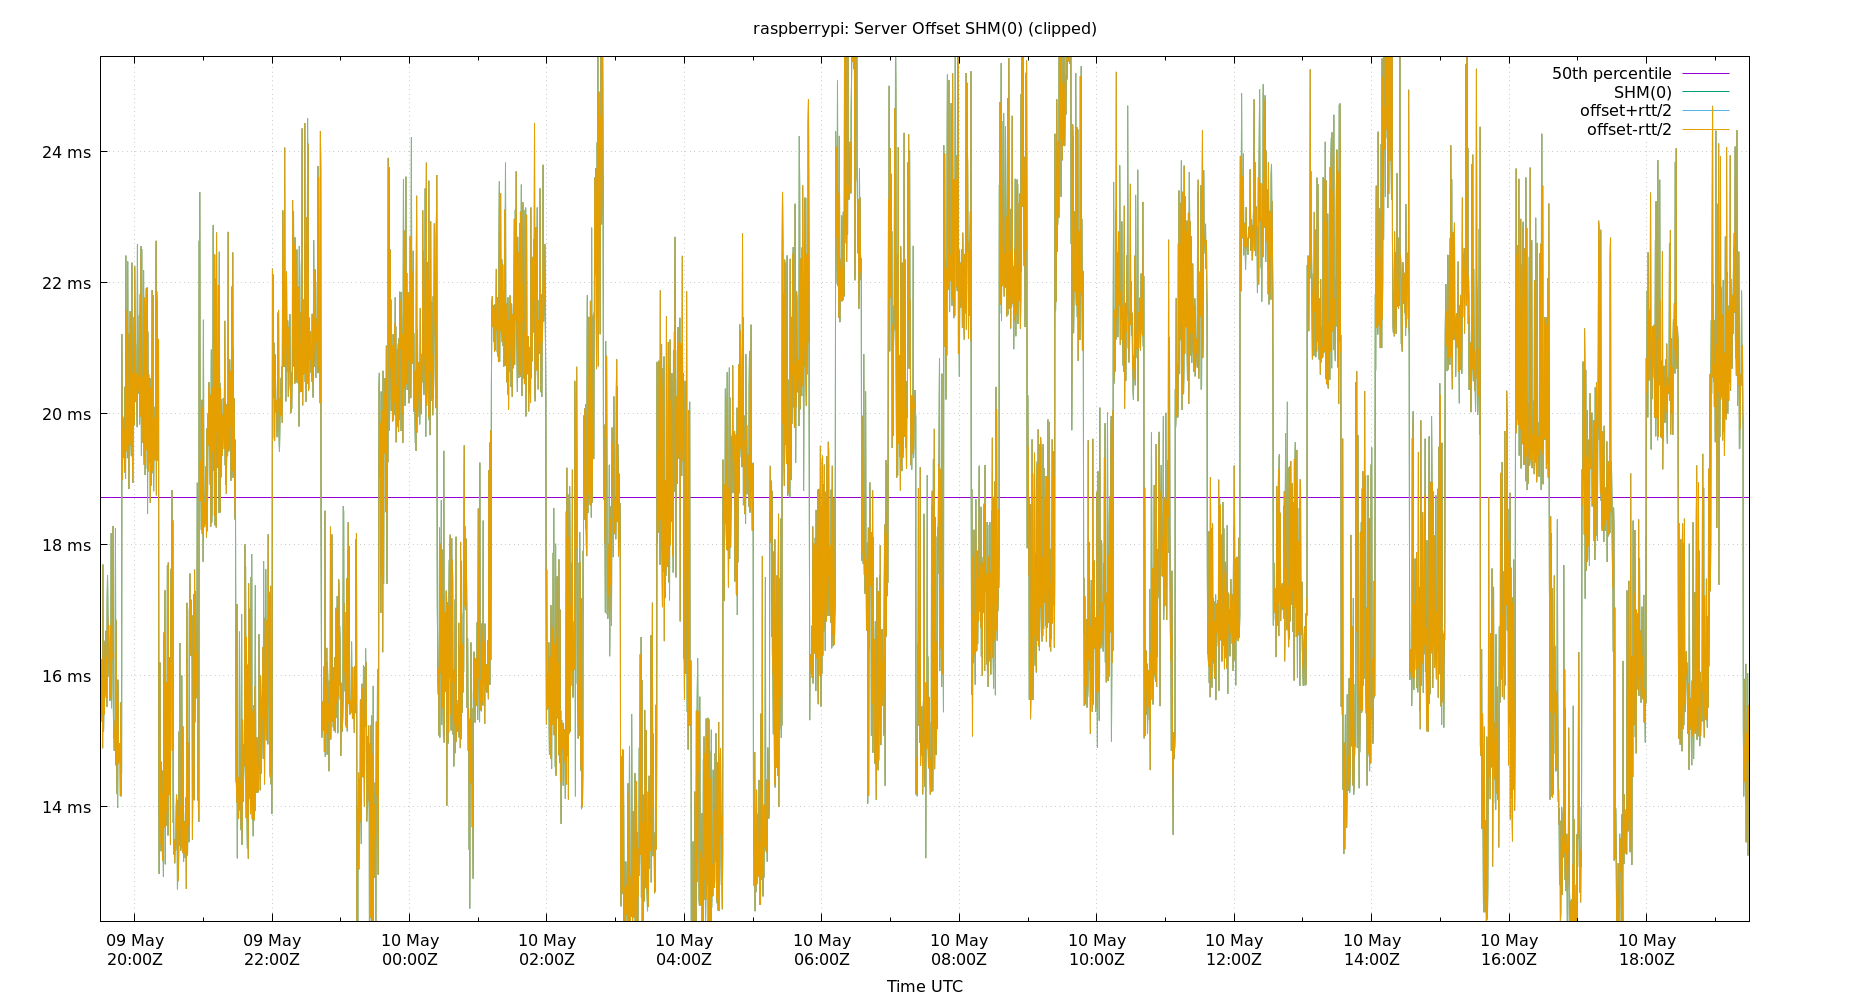 raspberrypi: Server Offset SHM(0) (clipped)
50th percentile
SHM(0)
offset+rtt/2
offset-rtt/2
24 ms
22 ms
20 ms
18 ms
16 ms
14 ms
09 May 09 May 10 May 10 May 10 May 10 May 10 May 10 May 10 May 10 May 10 May 10 May
20:00Z 22:00Z 00:00Z 02:00Z 04:00Z 06:00Z 08:00Z 10:00Z 12:00Z 14:00Z 16:00Z 18:00Z
Time UTC